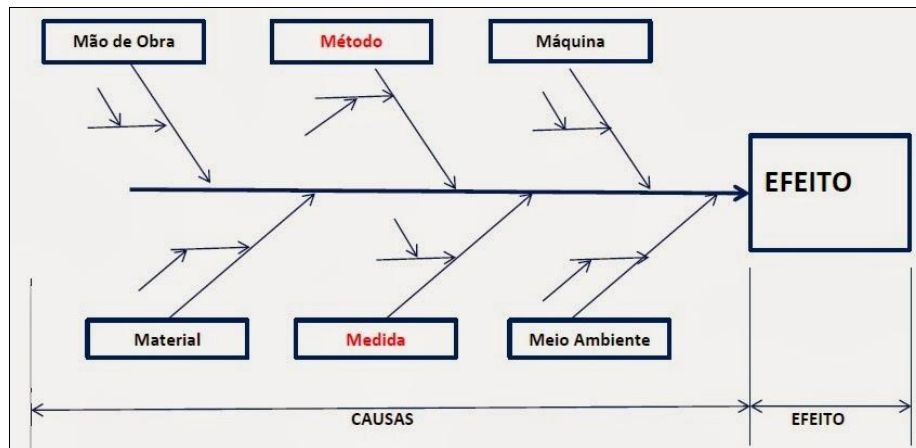 Mão de Obra
Método
Máquina
EFEITO
Material
Medida
Meio Ambiente
CAUSAS
EFEITO